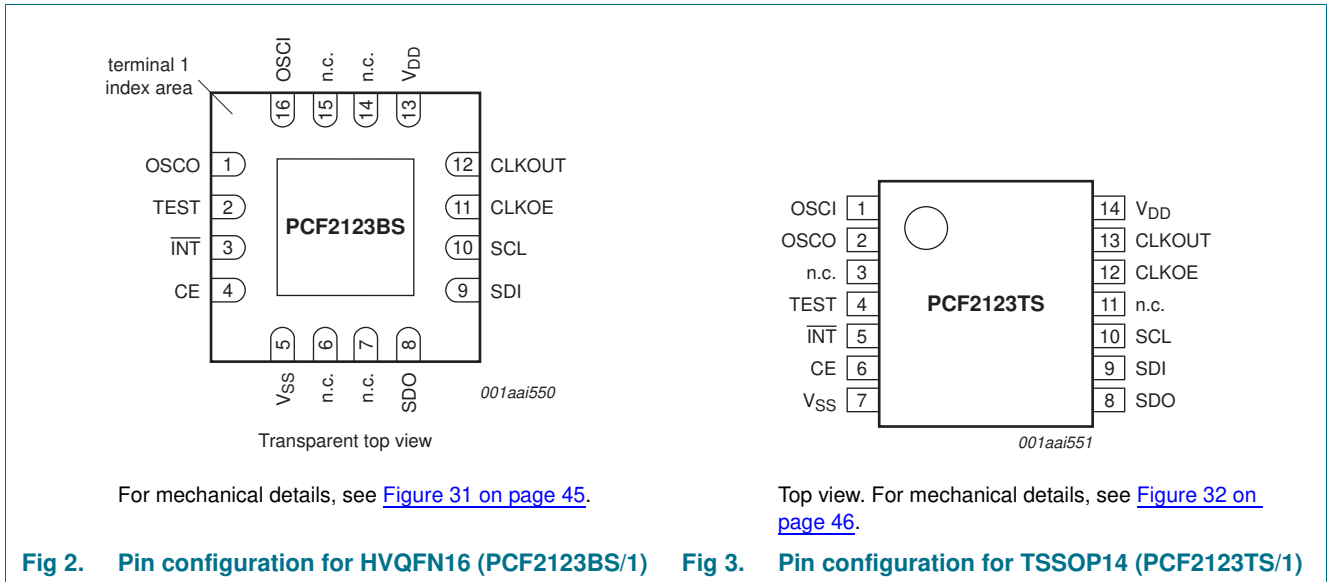 terminal 1
index area
OSCI
n.c.
n.c.
VDD
16
15
14
13
OSCO 1
TEST 2
INT 3
CE 4
PCF2123BS
12 CLKOUT
11 CLKOE
10 SCL
9 SDI
5
6
7
8
VSS
n.c.
n.c.
SDO
001aai550
Transparent top view
For mechanical details, see Figure 31 on page 45.
Fig 2. Pin configuration for HVQFN16 (PCF2123BS/1)
OSCI 1
OSCO 2
n.c. 3
TEST 4
INT 5
CE 6
VSS 7
PCF2123TS
14 VDD
13 CLKOUT
12 CLKOE
11 n.c.
10 SCL
9 SDI
8 SDO
001aai551
Top view. For mechanical details, see Figure 32 on
page 46.
Fig 3. Pin configuration for TSSOP14 (PCF2123TS/1)